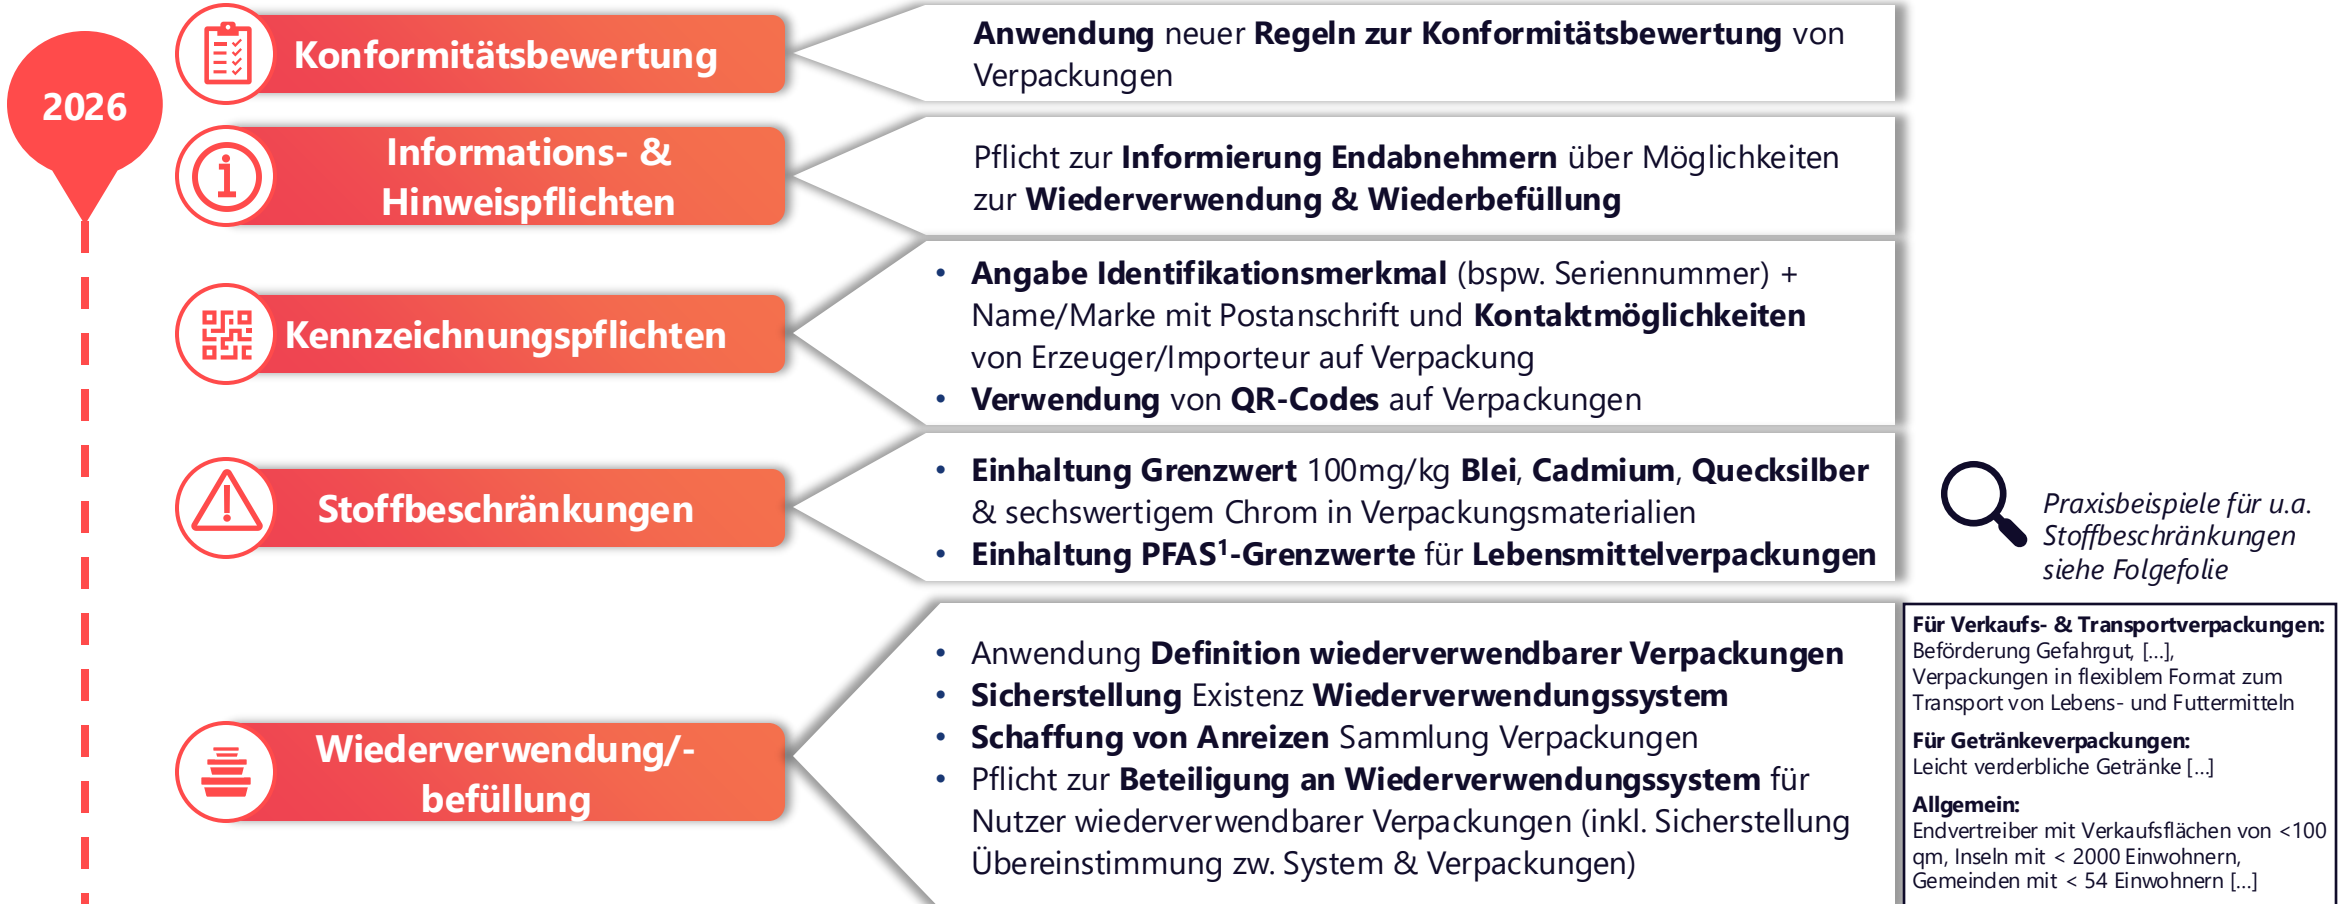 2026
Konformitätsbewertung
Anwendung neuer Regeln zur Konformitätsbewertung von
Verpackungen
Informations- &
Hinweispflichten
Pflicht zur Informierung Endabnehmern über Möglichkeiten
zur Wiederverwendung & Wiederbefüllung
Kennzeichnungspflichten
• Angabe Identifikationsmerkmal (bspw. Seriennummer) +
Name/Marke mit Postanschrift und Kontaktmöglichkeiten
von Erzeuger/Importeur auf Verpackung
• Verwendung von QR-Codes auf Verpackungen
Stoffbeschränkungen
• Einhaltung Grenzwert 100mg/kg Blei, Cadmium, Quecksilber
& sechswertigem Chrom in Verpackungsmaterialien
• Einhaltung PFAS¹-Grenzwerte für Lebensmittelverpackungen
Praxisbeispiele für u.a.
Stoffbeschränkungen
siehe Folgefolie
Wiederverwendung/-
befüllung
• Anwendung Definition wiederverwendbarer Verpackungen
• Sicherstellung Existenz Wiederverwendungssystem
• Schaffung von Anreizen Sammlung Verpackungen
• Pflicht zur Beteiligung an Wiederverwendungssystem für
Nutzer wiederverwendbarer Verpackungen (inkl. Sicherstellung
Übereinstimmung zw. System & Verpackungen)
Für Verkaufs- & Transportverpackungen:
Beförderung Gefahrgut, [...],
Verpackungen in flexiblem Format zum
Transport von Lebens- und Futtermitteln
Für Getränkeverpackungen:
Leicht verderbliche Getränke [...]
Allgemein:
Endvertreiber mit Verkaufsflächen von <100
qm, Inseln mit < 2000 Einwohnern,
Gemeinden mit < 54 Einwohnern [...]